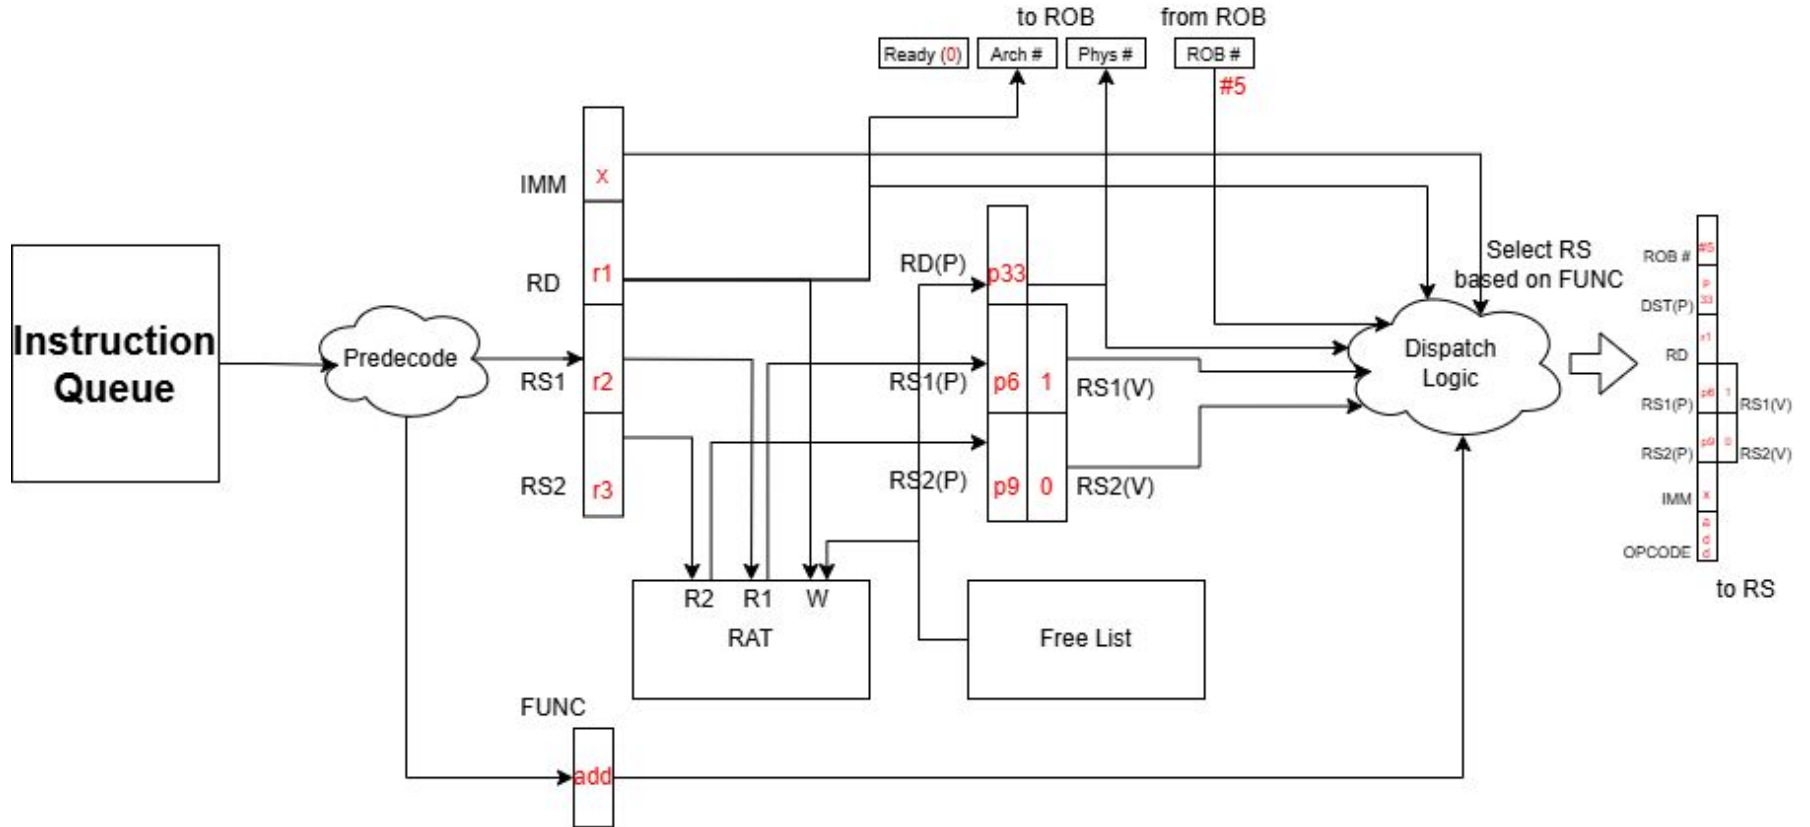 to ROB
from ROB
Ready (0)
Arch #
Phys #
ROB #
#5
IMM
x
RD
r1
RS1
r2
RS2
r3
Instruction
Queue
Predecode
RD(P)
p33
RS1(P)
p6
1
RS1(V)
RS2(P)
p9
0
RS2(V)
R2
R1
W
RAT
Free List
FUNC
add
Select RS
based on FUNC
Dispatch
Logic
ROB #
#5
DST(P)
p
33
RD
r1
RS1(P)
p6
1
RS1(V)
RS2(P)
p9
0
RS2(V)
IMM
x
OPCODE
a
d
d
to RS